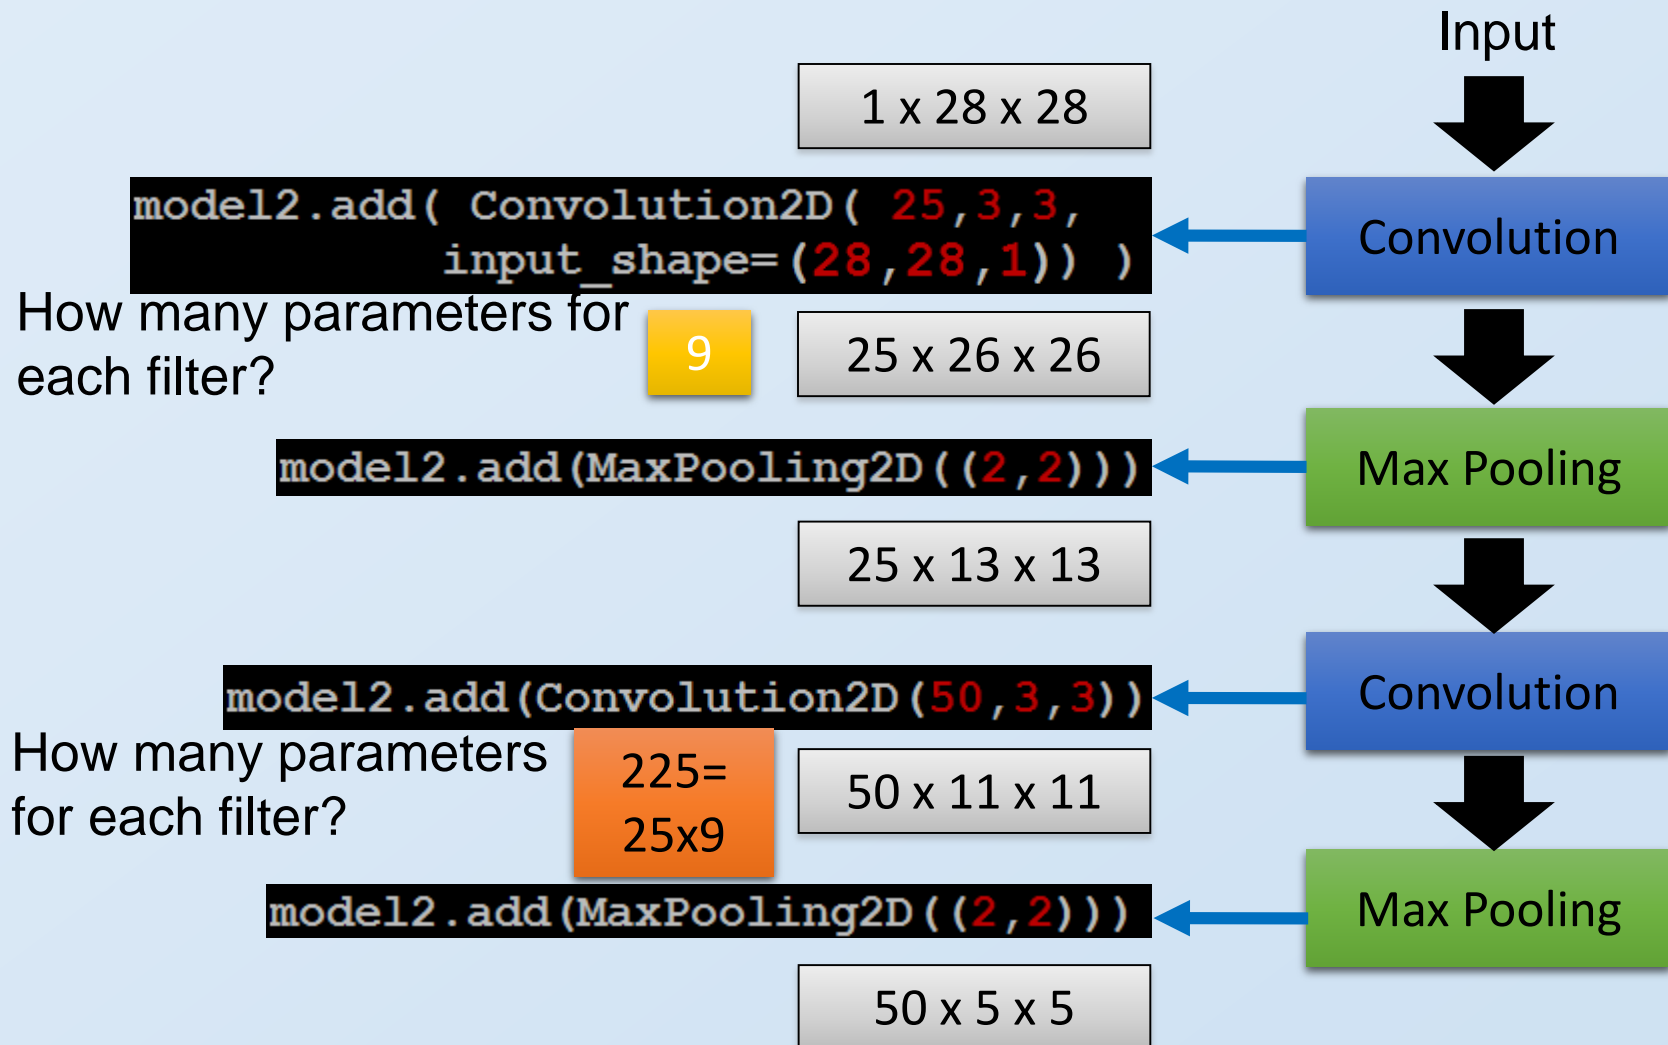 Input
1 x 28 x 28
model2.add( Convolution2D( 25,3,3,
input_shape=(28,28,1)) )
Convolution
How many parameters for
each filter?
9
25 x 26 x 26
model2.add(MaxPooling2D((2,2)))
Max Pooling
25 x 13 x 13
model2.add(Convolution2D(50,3,3))
Convolution
How many parameters
for each filter?
225=
25x9
50 x 11 x 11
model2.add(MaxPooling2D((2,2)))
Max Pooling
50 x 5 x 5